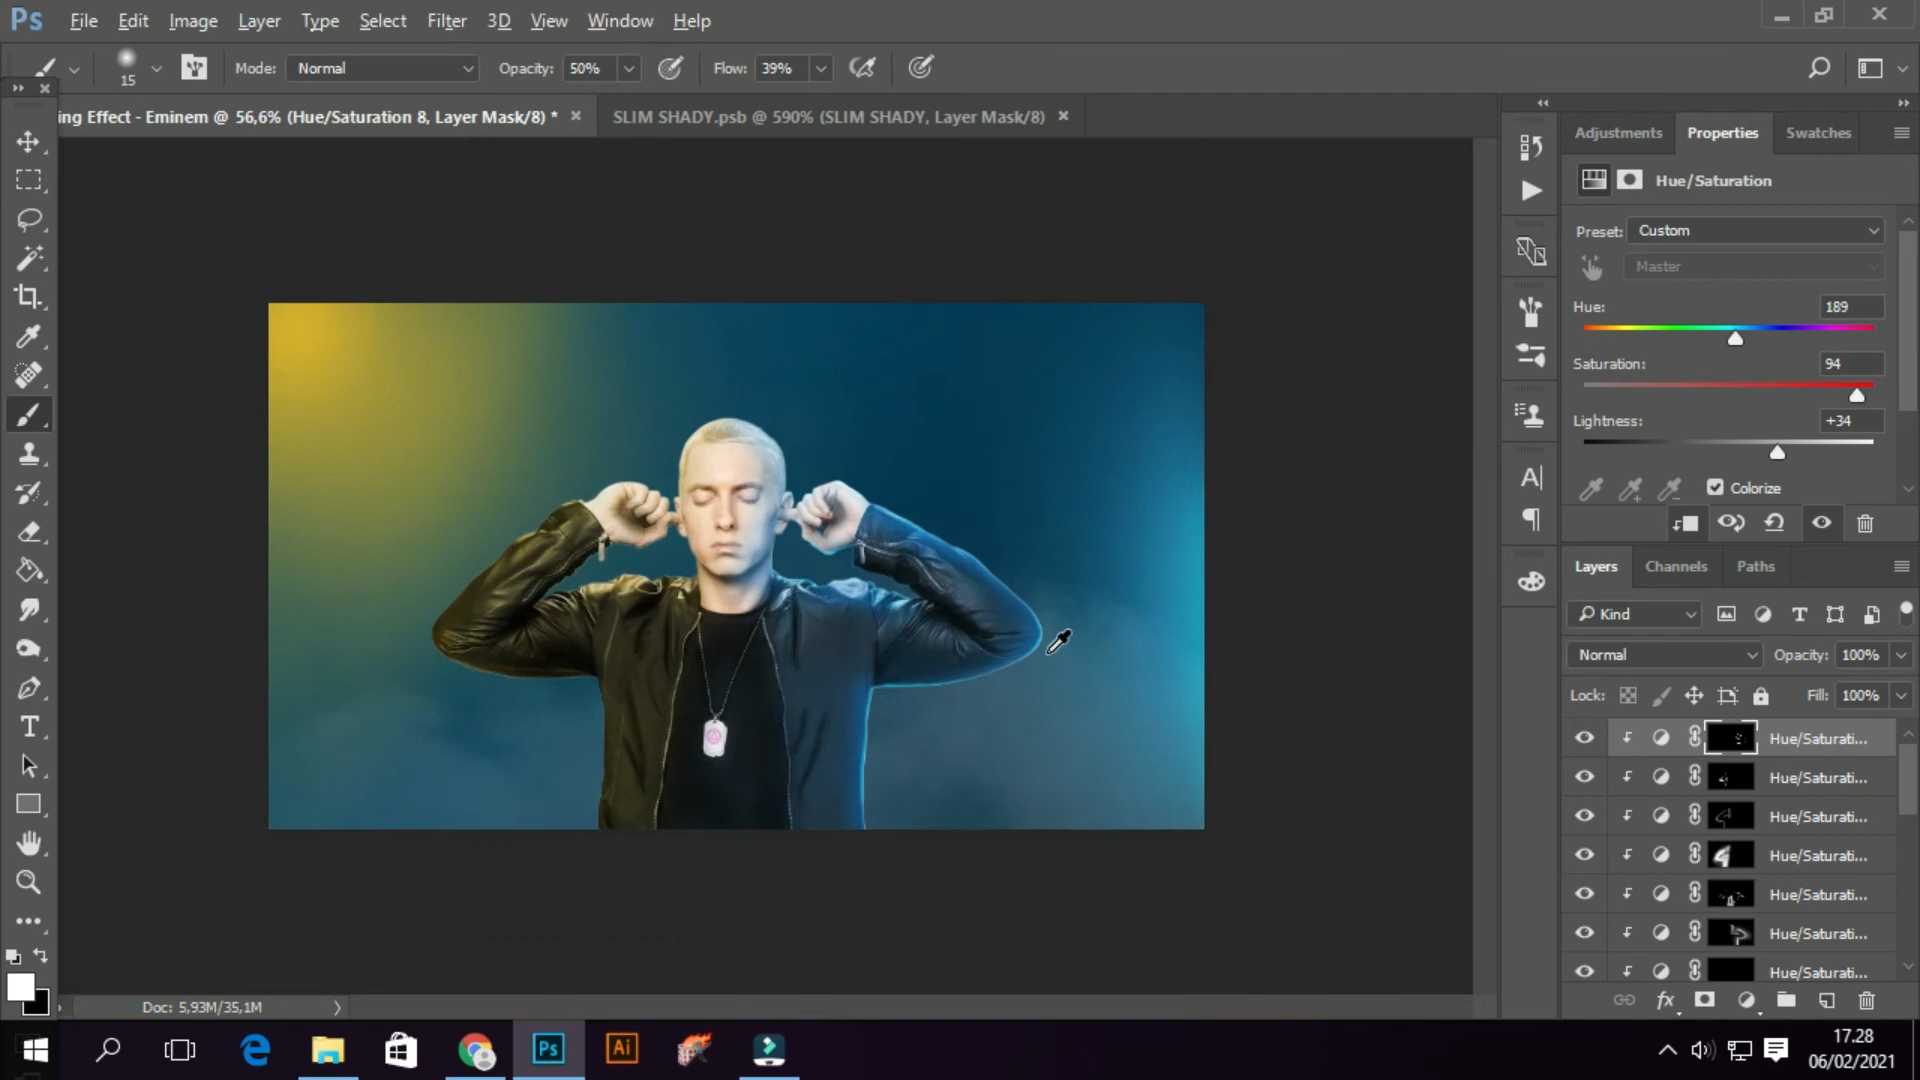 Ps File Edit Image Layer Type Select Filter 3D View Window Help
15 Mode: Normal Opacity: 50% Flow: 39%
ing Effect - Eminem @ 56,6% (Hue/Saturation 8, Layer Mask/8) * × SLIM SHADY.psb @ 590% (SLIM SHADY, Layer Mask/8) ×
Adjustments Properties Swatches
Hue/Saturation
Preset: Custom
Master
Hue: 189
Saturation: 94
Lightness: +34
Colorize
Layers Channels Paths
Kind
Normal Opacity: 100%
Lock: Fill: 100%
Hue/Saturati...
Hue/Saturati...
Hue/Saturati...
Hue/Saturati...
Hue/Saturati...
Hue/Saturati...
Hue/Saturati...
Doc: 5,93M/35,1M
Ps Ai
17.28
06/02/2021